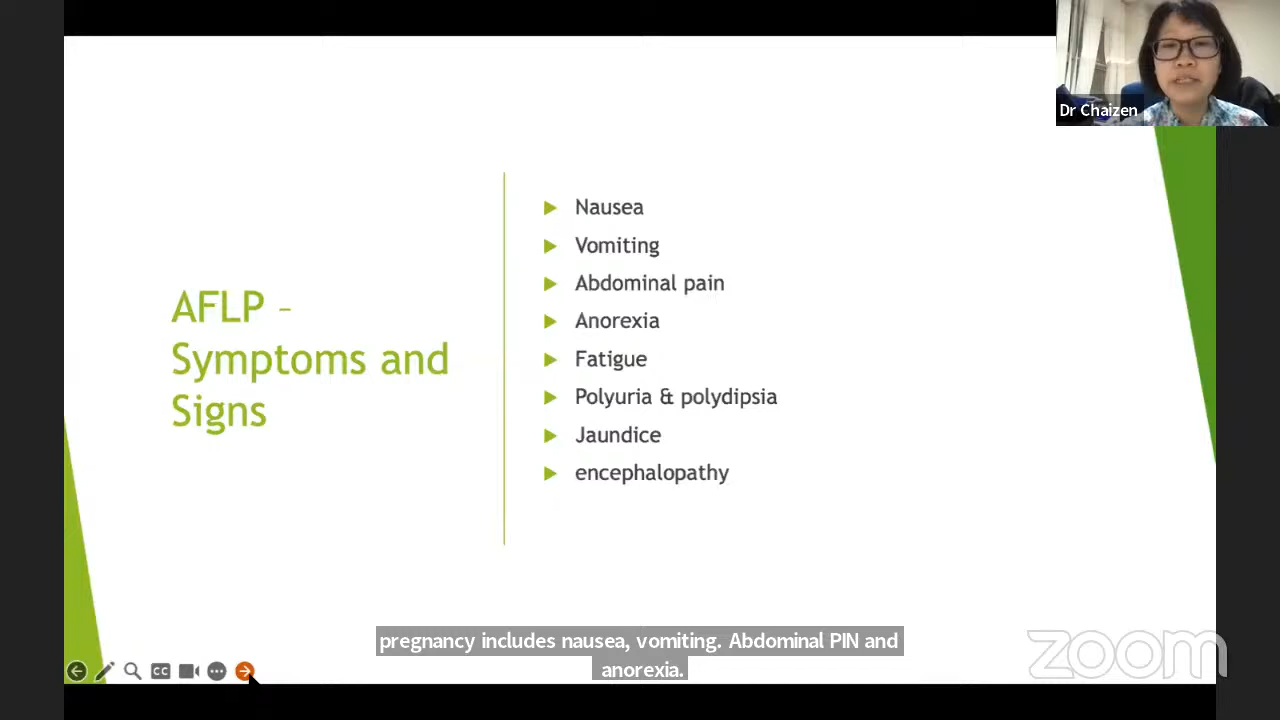 Dr Chaizen
AFLP –
Symptoms and
Signs
Nausea
Vomiting
Abdominal pain
Anorexia
Fatigue
Polyuria & polydipsia
Jaundice
encephalopathy
pregnancy includes nausea, vomiting. Abdominal PIN and
anorexia.
CC
zoom